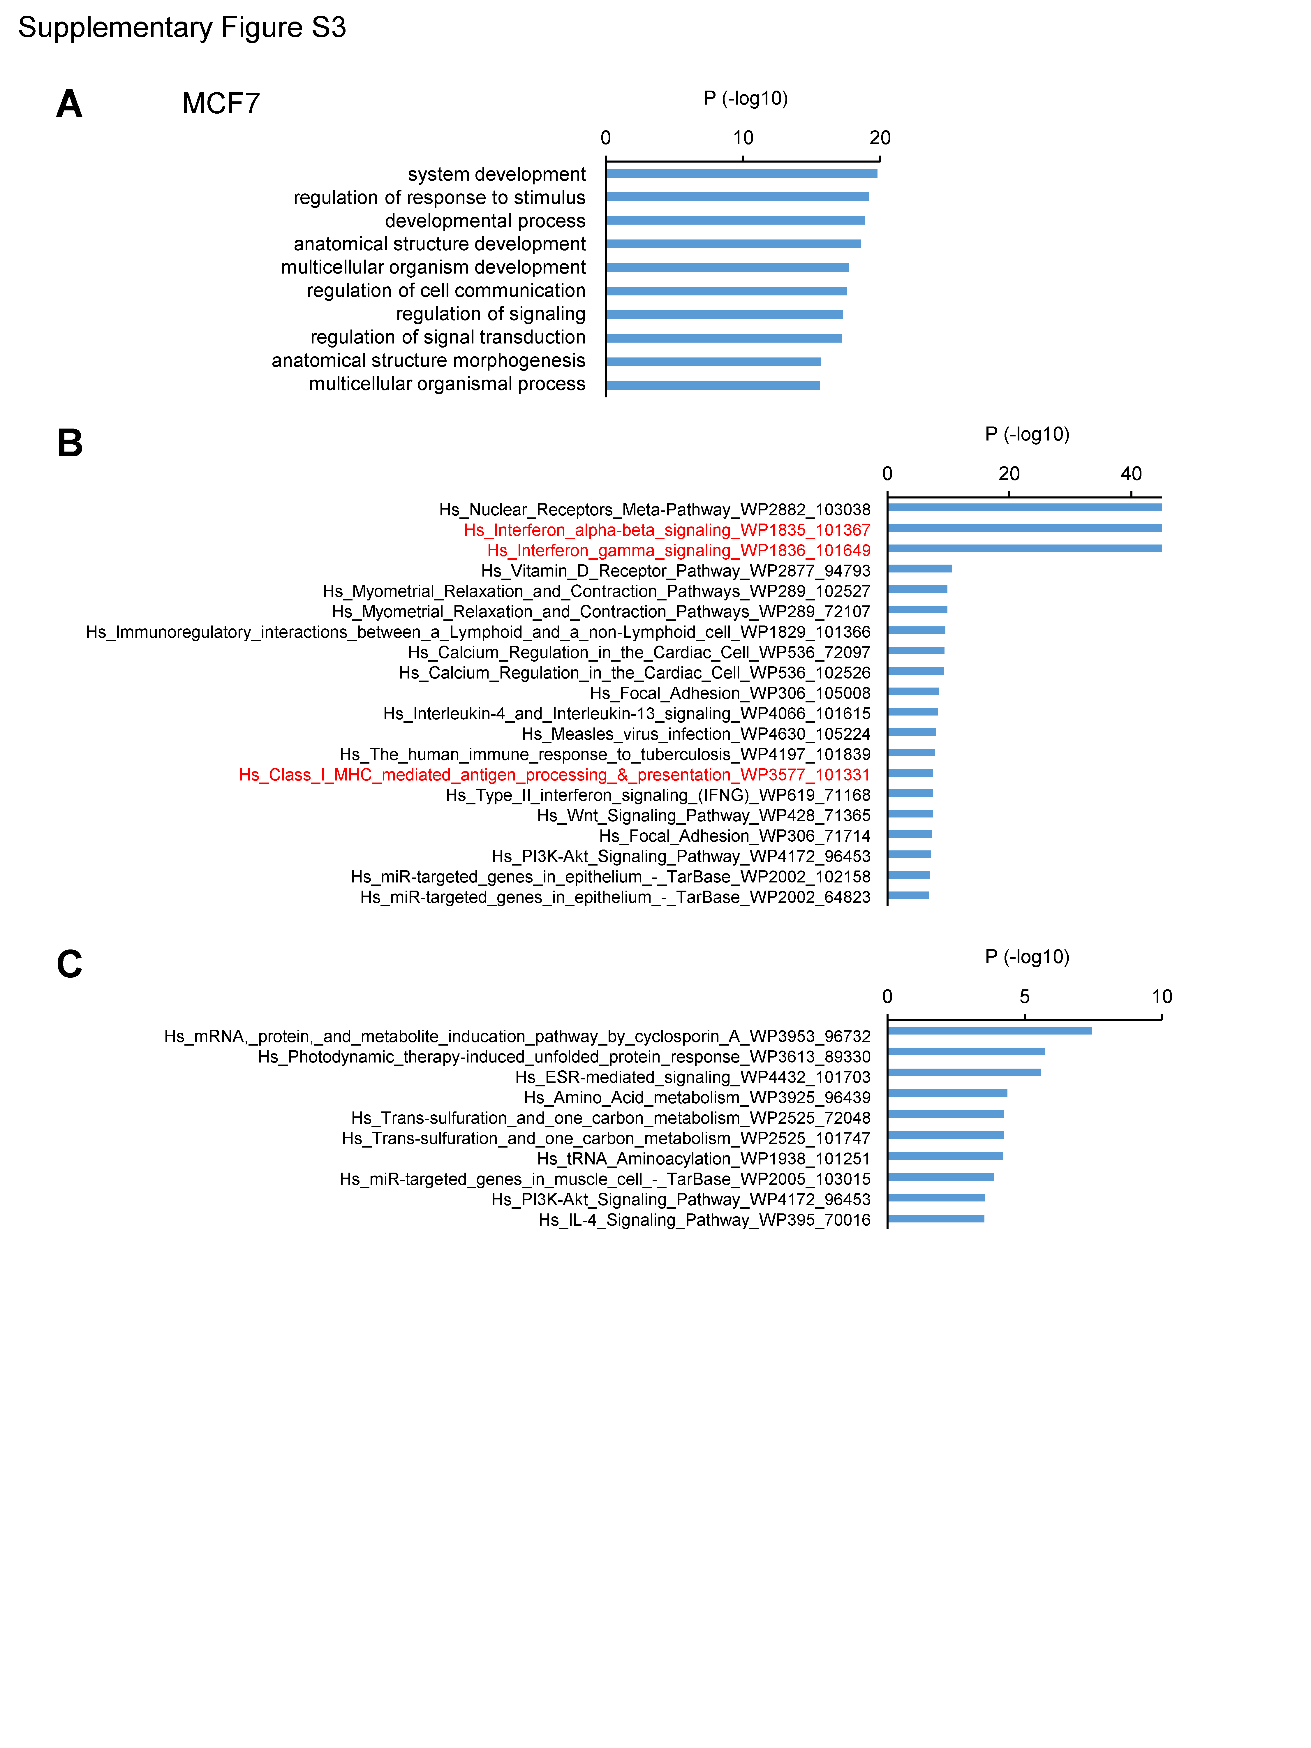 Supplementary Figure S3
A
MCF7
P (-log10)
0 10 20
system development
regulation of response to stimulus
developmental process
anatomical structure development
multicellular organism development
regulation of cell communication
regulation of signaling
regulation of signal transduction
anatomical structure morphogenesis
multicellular organismal process
B
P (-log10)
0 20 40
Hs_Nuclear_Receptors_Meta-Pathway_WP2882_103038
Hs_Interferon_alpha-beta_signaling_WP1835_101367
Hs_Interferon_gamma_signaling_WP1836_101649
Hs_Vitamin_D_Receptor_Pathway_WP2877_94793
Hs_Myometrial_Relaxation_and_Contraction_Pathways_WP289_102527
Hs_Myometrial_Relaxation_and_Contraction_Pathways_WP289_72107
Hs_Immunoregulatory_interactions_between_a_Lymphoid_and_a_non-Lymphoid_cell_WP1829_101366
Hs_Calcium_Regulation_in_the_Cardiac_Cell_WP536_72097
Hs_Calcium_Regulation_in_the_Cardiac_Cell_WP536_102526
Hs_Focal_Adhesion_WP306_105008
Hs_Interleukin-4_and_Interleukin-13_signaling_WP4066_101615
Hs_Measles_virus_infection_WP4630_105224
Hs_The_human_immune_response_to_tuberculosis_WP4197_101839
Hs_Class_I_MHC_mediated_antigen_processing_&_presentation_WP3577_101331
Hs_Type_II_interferon_signaling_(IFNG)_WP619_71168
Hs_Wnt_Signaling_Pathway_WP428_71365
Hs_Focal_Adhesion_WP306_71714
Hs_PI3K-Akt_Signaling_Pathway_WP4172_96453
Hs_miR-targeted_genes_in_epithelium_-_TarBase_WP2002_102158
Hs_miR-targeted_genes_in_epithelium_-_TarBase_WP2002_64823
C
P (-log10)
0 5 10
Hs_mRNA,_protein,_and_metabolite_inducation_pathway_by_cyclosporin_A_WP3953_96732
Hs_Photodynamic_therapy-induced_unfolded_protein_response_WP3613_89330
Hs_ESR-mediated_signaling_WP4432_101703
Hs_Amino_Acid_metabolism_WP3925_96439
Hs_Trans-sulfuration_and_one_carbon_metabolism_WP2525_72048
Hs_Trans-sulfuration_and_one_carbon_metabolism_WP2525_101747
Hs_tRNA_Aminoacylation_WP1938_101251
Hs_miR-targeted_genes_in_muscle_cell_-_TarBase_WP2005_103015
Hs_PI3K-Akt_Signaling_Pathway_WP4172_96453
Hs_IL-4_Signaling_Pathway_WP395_70016